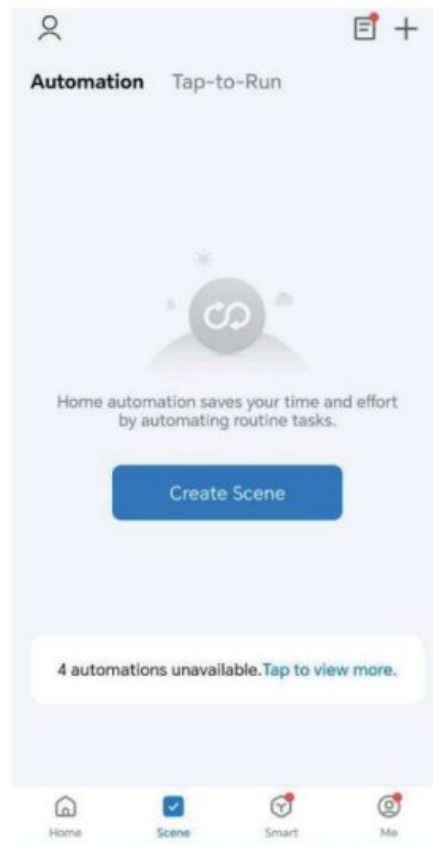 Automation Tap-to-Run
Home automation saves your time and effort
by automating routine tasks.
Create Scene
4 automations unavailable.Tap to view more.
Home Scene Smart Me